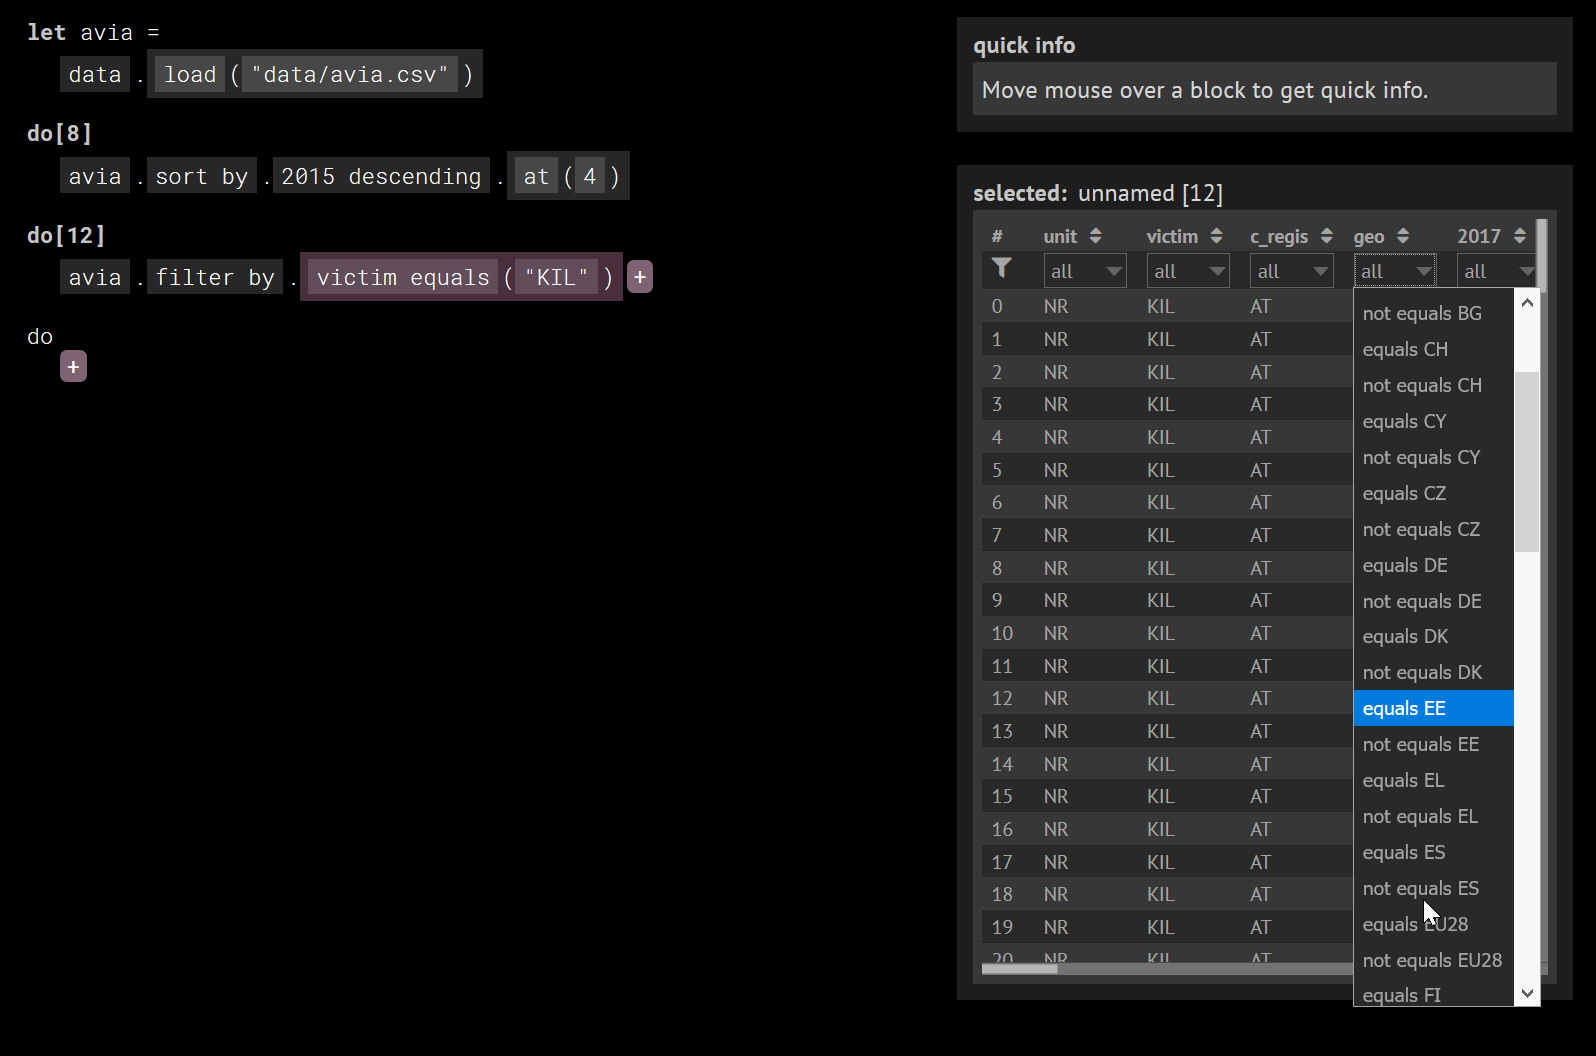 let avia =
data . load ( "data/avia.csv" )
do[8]
avia . sort by . 2015 descending . at ( 4 )
do[12]
avia . filter by . victim equals ( "KIL" ) +
do
+
quick info
Move mouse over a block to get quick info.
selected: unnamed [12]
# unit victim c_regis geo 2017
all all all all all
0 NR KIL AT
1 NR KIL AT
2 NR KIL AT
3 NR KIL AT
4 NR KIL AT
5 NR KIL AT
6 NR KIL AT
7 NR KIL AT
8 NR KIL AT
9 NR KIL AT
10 NR KIL AT
11 NR KIL AT
12 NR KIL AT
13 NR KIL AT
14 NR KIL AT
15 NR KIL AT
16 NR KIL AT
17 NR KIL AT
18 NR KIL AT
19 NR KIL AT
20 NR KIL AT
not equals BG
equals CH
not equals CH
equals CY
not equals CY
equals CZ
not equals CZ
equals DE
not equals DE
equals DK
not equals DK
equals EE
not equals EE
equals EL
not equals EL
equals ES
not equals ES
equals EU28
not equals EU28
equals FI